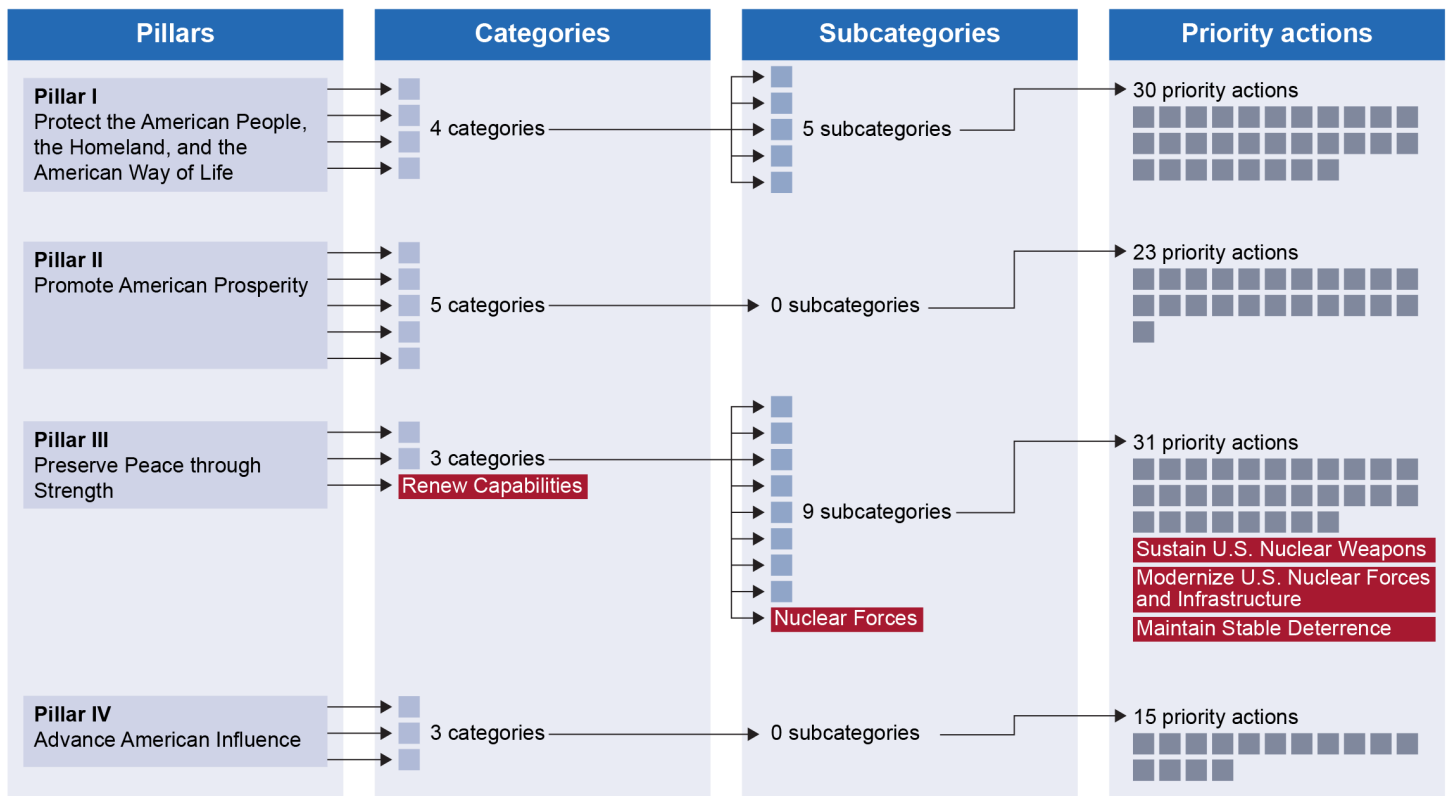 Pillars
Categories
Subcategories
Priority actions
Pillar I
Protect the American People,
the Homeland, and the
American Way of Life
4 categories
5 subcategories
30 priority actions
Pillar II
Promote American Prosperity
5 categories
0 subcategories
23 priority actions
Pillar III
Preserve Peace through
Strength
3 categories
Renew Capabilities
9 subcategories
Nuclear Forces
31 priority actions
Sustain U.S. Nuclear Weapons
Modernize U.S. Nuclear Forces
and Infrastructure
Maintain Stable Deterrence
Pillar IV
Advance American Influence
3 categories
0 subcategories
15 priority actions